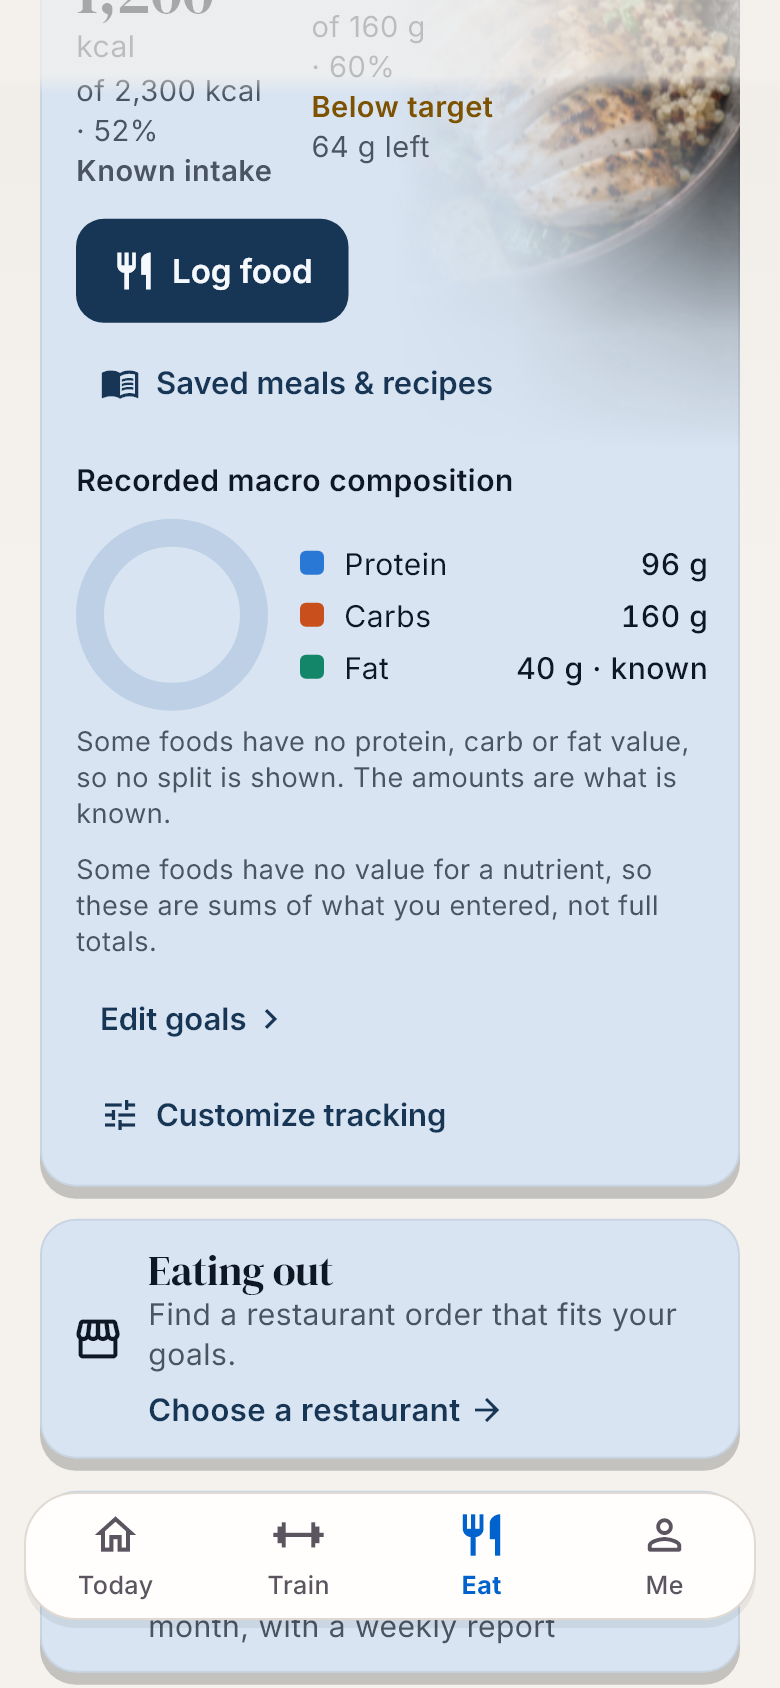 1,200
kcal
of 2,300 kcal
· 52%
Known intake
of 160 g
· 60%
Below target
64 g left
Log food
Saved meals & recipes
Recorded macro composition
Protein 96 g
Carbs 160 g
Fat 40 g · known
Some foods have no protein, carb or fat value,
so no split is shown. The amounts are what is
known.
Some foods have no value for a nutrient, so
these are sums of what you entered, not full
totals.
Edit goals
Customize tracking
Eating out
Find a restaurant order that fits your
goals.
Choose a restaurant
Today
Train
Eat
Me
month, with a weekly report